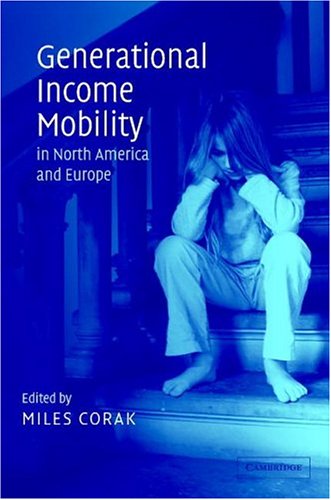 Generational
Income
Mobility
in North America
and Europe
Edited by
MILES CORAK
CAMBRIDGE